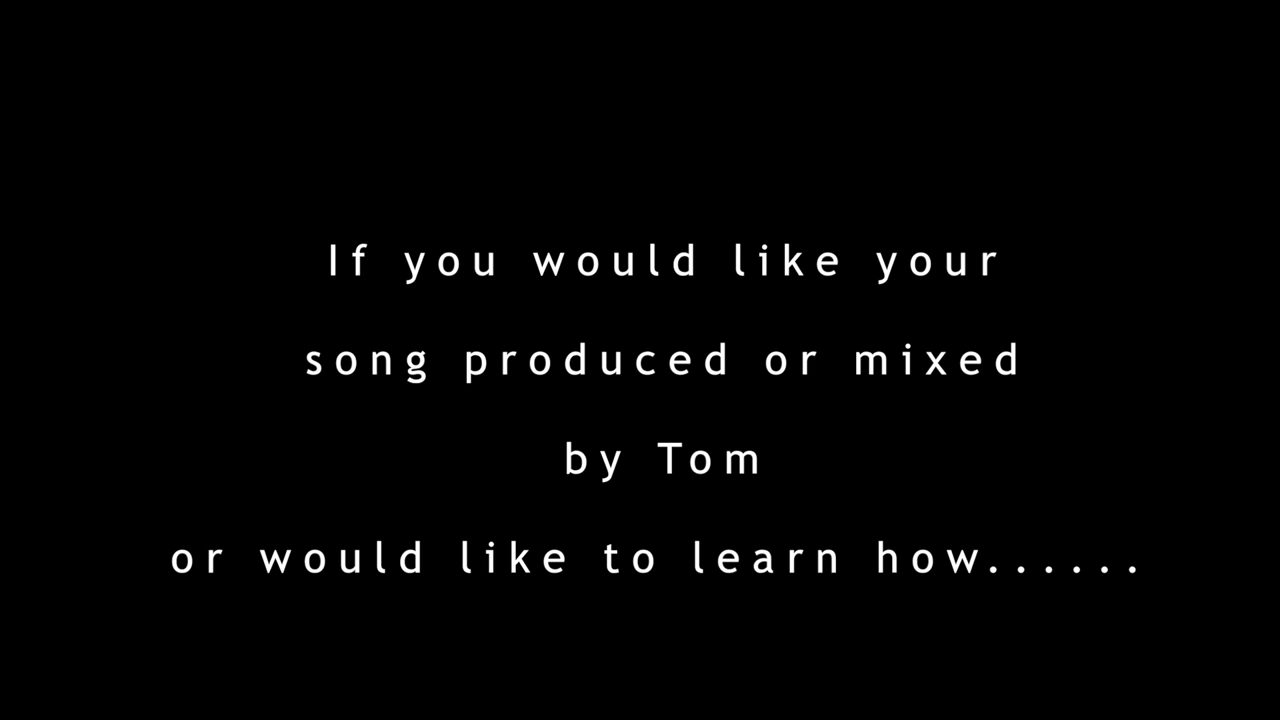 If you would like your
song produced or mixed
by Tom
or would like to learn how......